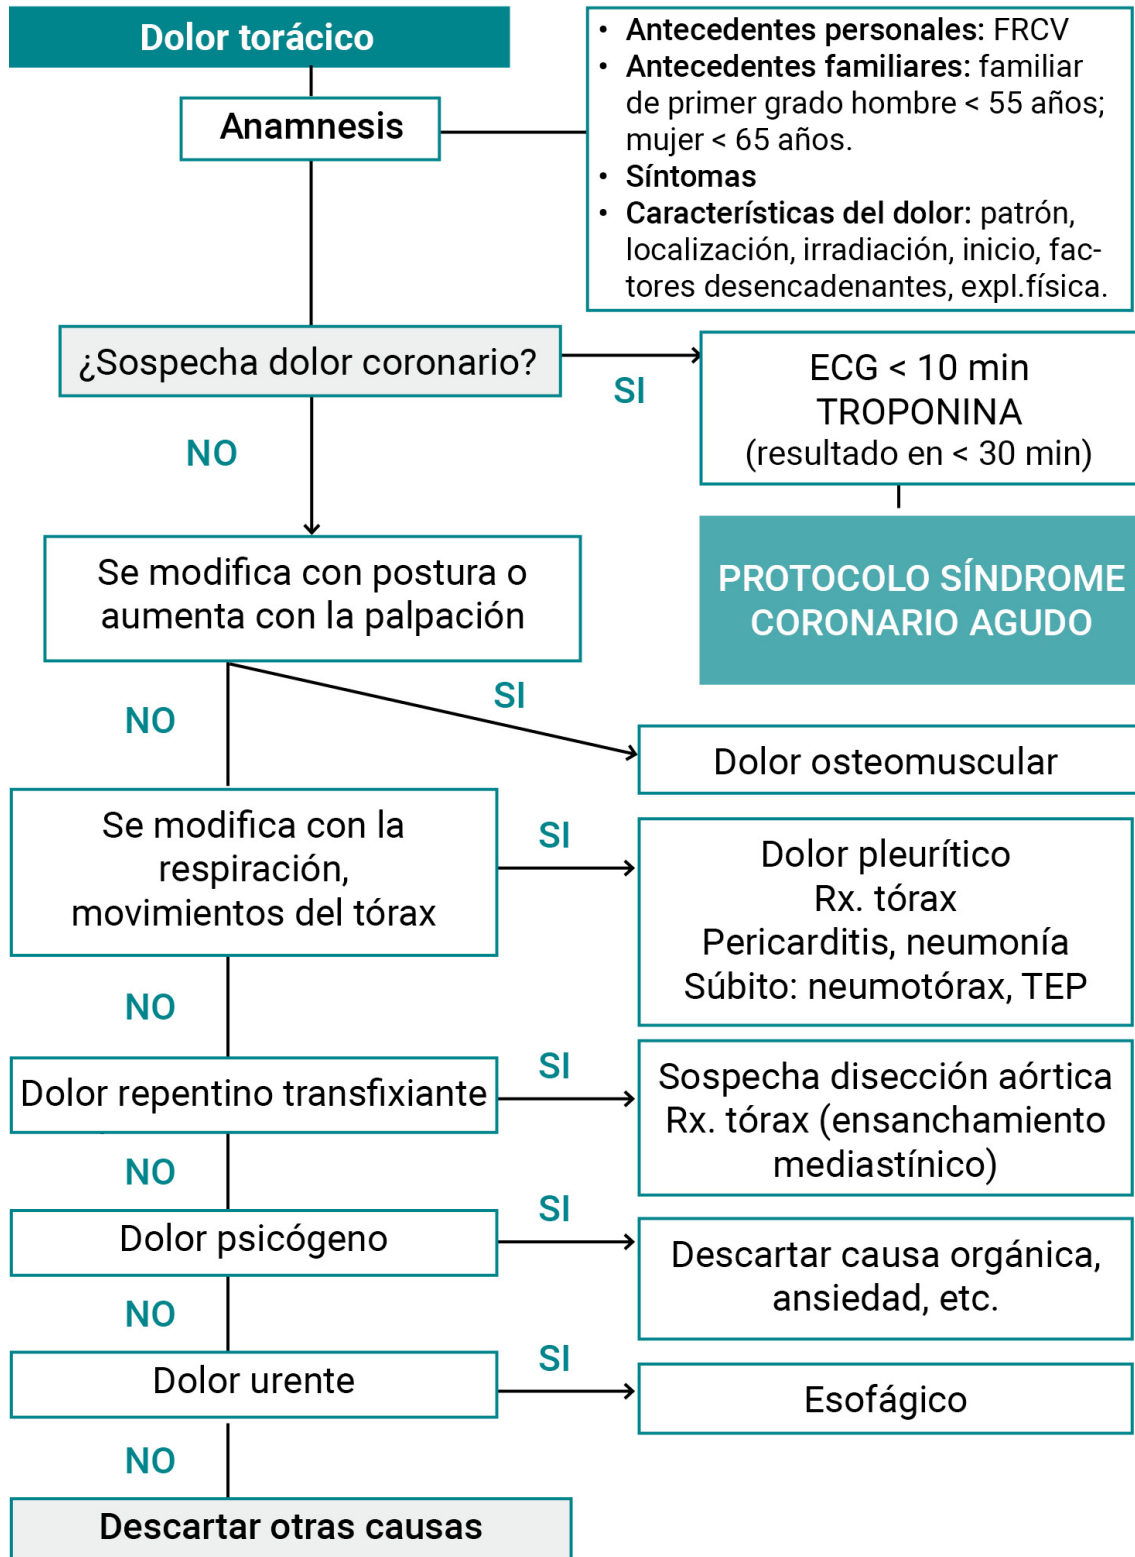 Dolor torácico
• Antecedentes personales: FRCV
• Antecedentes familiares: familiar
de primer grado hombre < 55 años;
mujer < 65 años.
• Síntomas
• Características del dolor: patrón,
localización, irradiación, inicio, fac-
tores desencadenantes, expl.física.
Anamnesis
¿Sospecha dolor coronario?
SI
ECG < 10 min
TROPONINA
(resultado en < 30 min)
NO
PROTOCOLO SÍNDROME
CORONARIO AGUDO
Se modifica con postura o
aumenta con la palpación
SI
NO
Dolor osteomuscular
Se modifica con la
respiración,
movimientos del tórax
SI
Dolor pleurítico
Rx. tórax
Pericarditis, neumonía
Súbito: neumotórax, TEP
NO
Dolor repentino transfixiante
SI
Sospecha disección aórtica
Rx. tórax (ensanchamiento
mediastínico)
NO
Dolor psicógeno
SI
Descartar causa orgánica,
ansiedad, etc.
NO
Dolor urente
SI
Esofágico
NO
Descartar otras causas